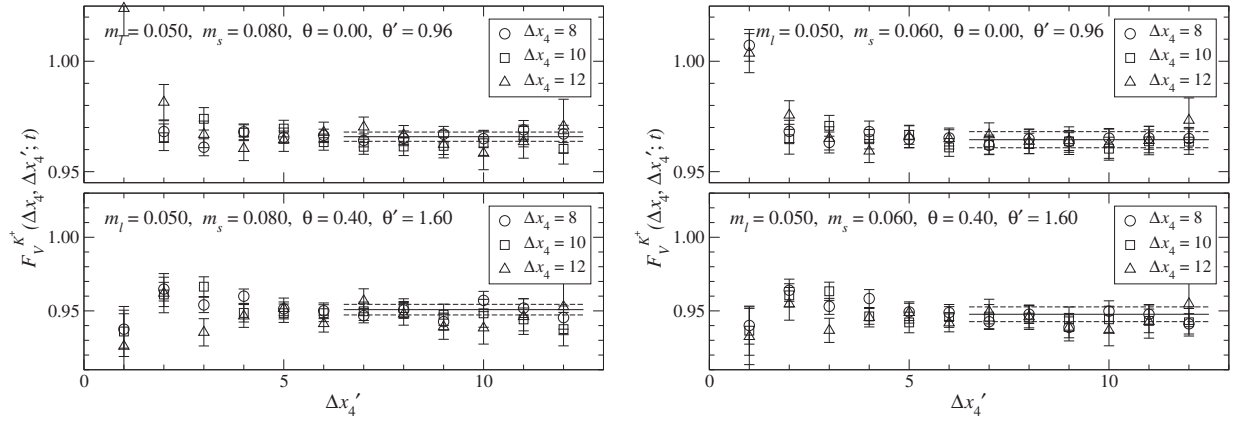 m_l = 0.050, m_s = 0.080, θ = 0.00, θ′ = 0.96
Δx_4 = 8
Δx_4 = 10
Δx_4 = 12
1.00
0.95
m_l = 0.050, m_s = 0.080, θ = 0.40, θ′ = 1.60
Δx_4 = 8
Δx_4 = 10
Δx_4 = 12
1.00
0.95
0 5 10
Δx_4′
F_V^{K^+}(Δx_4, Δx_4′; t)
m_l = 0.050, m_s = 0.060, θ = 0.00, θ′ = 0.96
Δx_4 = 8
Δx_4 = 10
Δx_4 = 12
1.00
0.95
m_l = 0.050, m_s = 0.060, θ = 0.40, θ′ = 1.60
Δx_4 = 8
Δx_4 = 10
Δx_4 = 12
1.00
0.95
0 5 10
Δx_4′
F_V^{K^+}(Δx_4, Δx_4′; t)